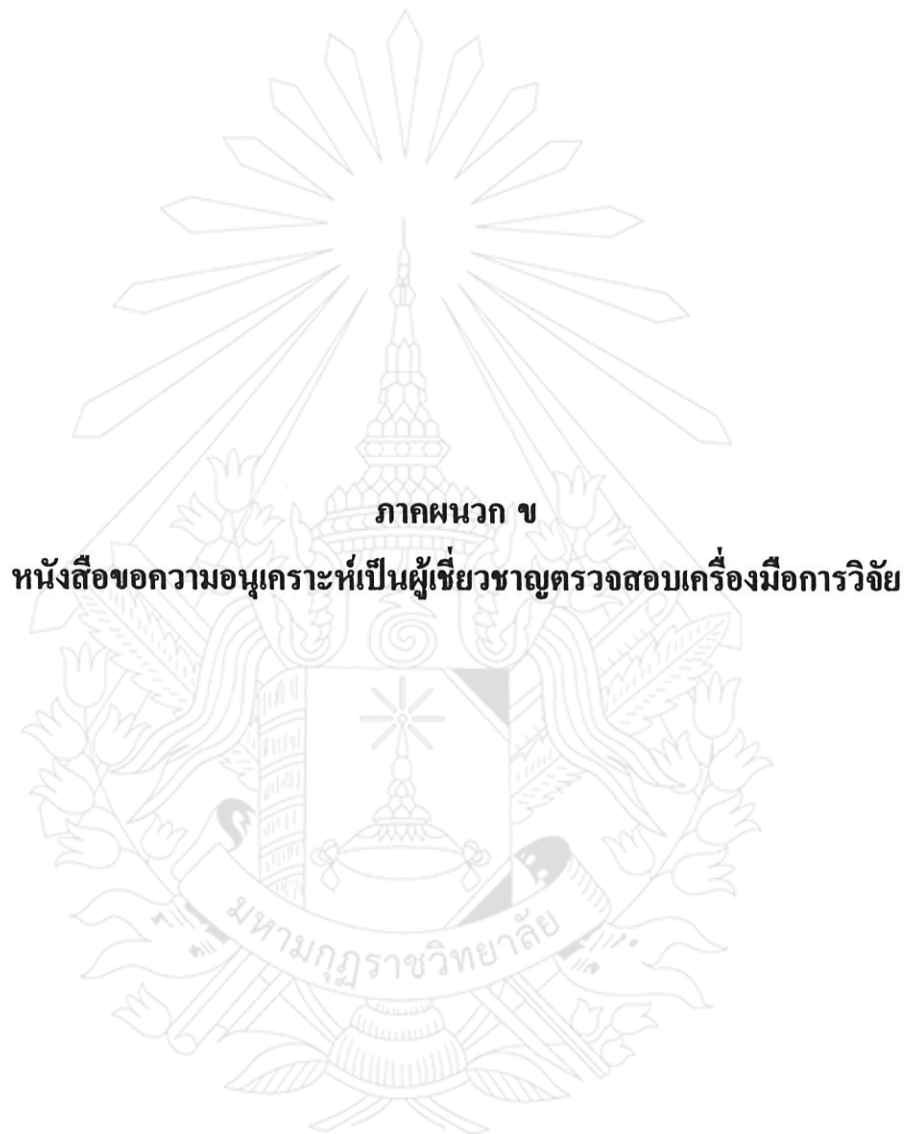 ภาคผนวก ข
หนังสือขอความอนุเคราะห์เป็นผู้เชี่ยวชาญตรวจสอบเครื่องมือการวิจัย
มหามกุฏราชวิทยาลัย